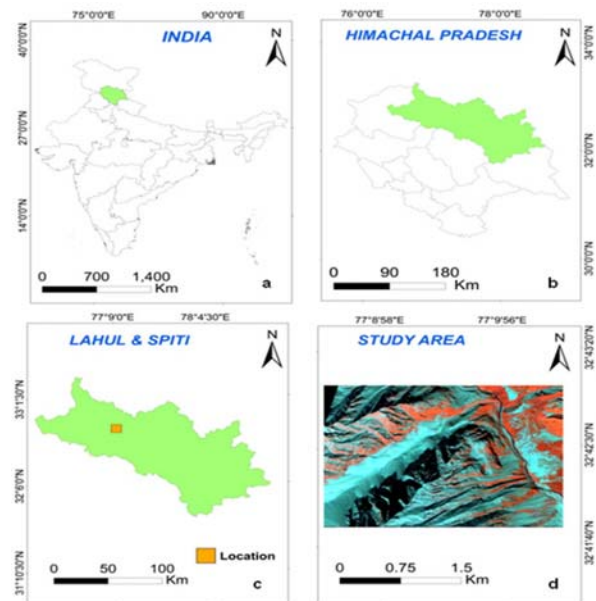 75°0'0"E 90°0'0"E
INDIA
N
40°0'0"N
27°0'0"N
14°0'0"N
0 700 1,400
Km
a
76°0'0"E 78°0'0"E
HIMACHAL PRADESH
N
34°0'0"N
32°0'0"N
30°0'0"N
0 90 180
Km
b
77°9'0"E 78°4'30"E
LAHUL & SPITI
N
33°1'30"N
32°6'0"N
31°10'30"N
Location
0 50 100
Km
c
77°8'58"E 77°9'56"E
STUDY AREA
N
32°43'20"N
32°42'30"N
32°41'40"N
0 0.75 1.5
Km
d